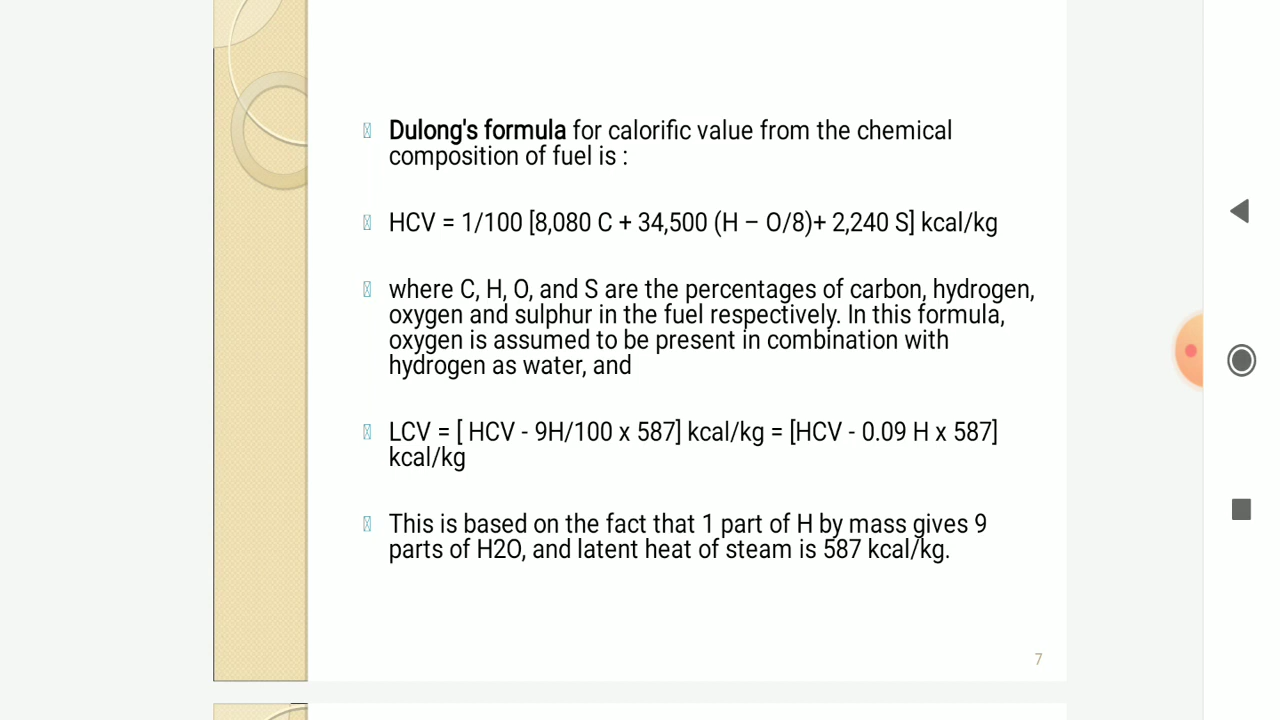 Dulong's formula for calorific value from the chemical
composition of fuel is :
HCV = 1/100 [8,080 C + 34,500 (H – O/8)+ 2,240 S] kcal/kg
where C, H, O, and S are the percentages of carbon, hydrogen,
oxygen and sulphur in the fuel respectively. In this formula,
oxygen is assumed to be present in combination with
hydrogen as water, and
LCV = [ HCV - 9H/100 x 587] kcal/kg = [HCV - 0.09 H x 587]
kcal/kg
This is based on the fact that 1 part of H by mass gives 9
parts of H2O, and latent heat of steam is 587 kcal/kg.
7